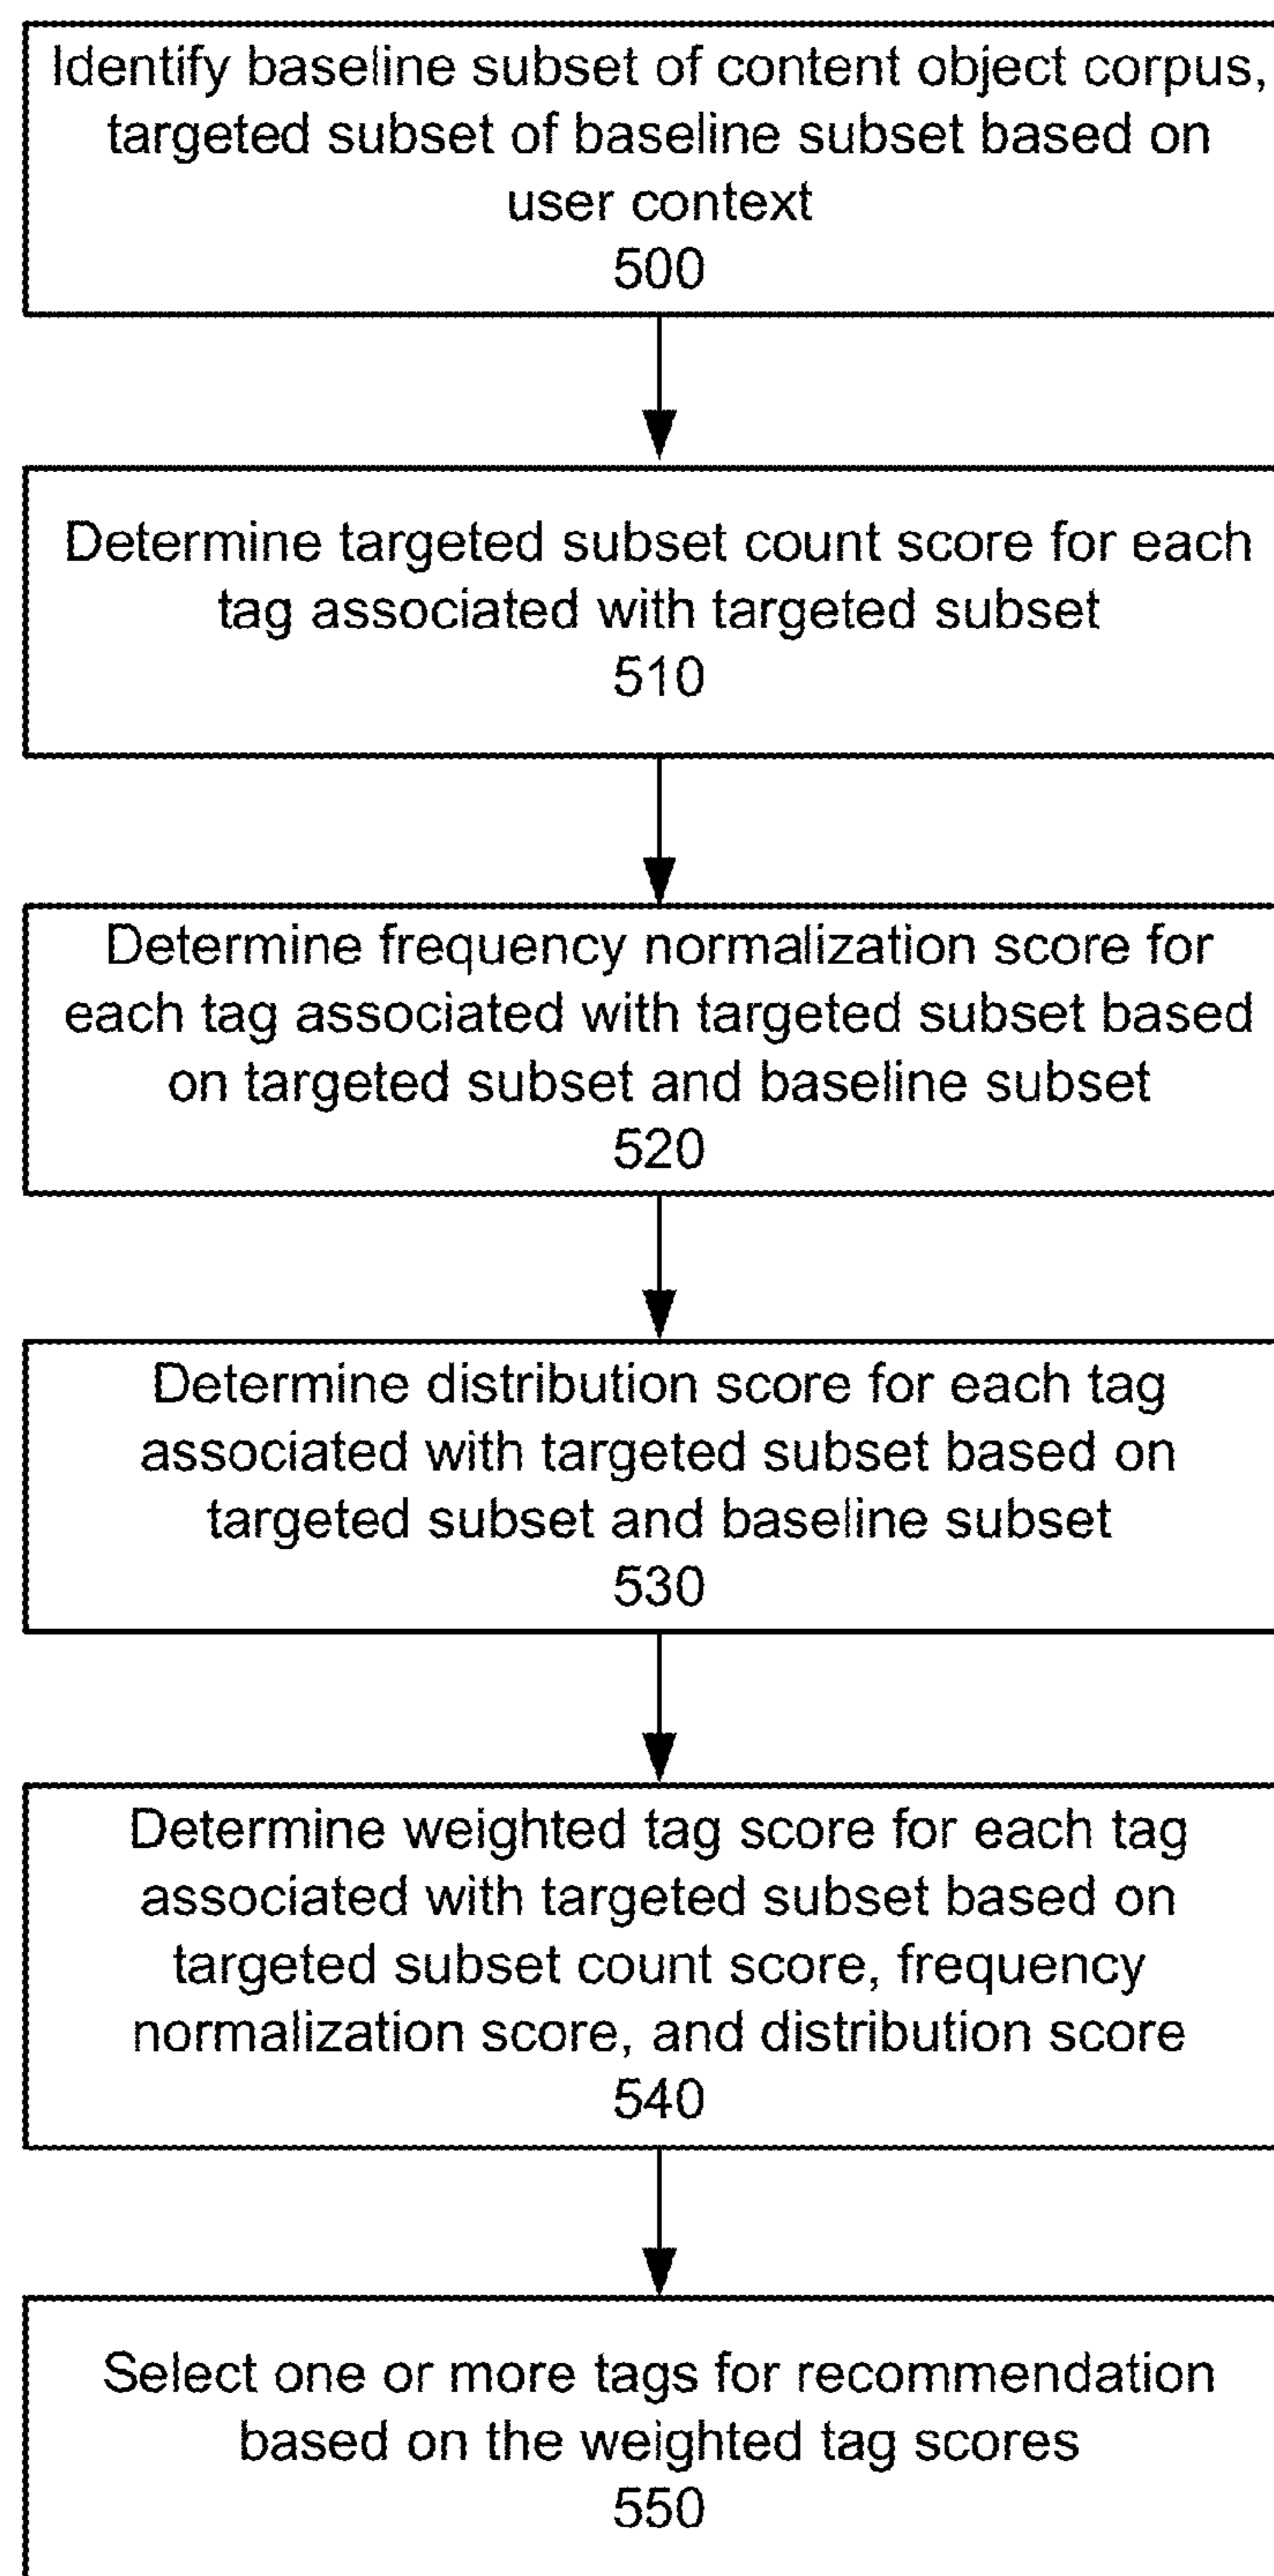 Identify baseline subset of content object corpus,
targeted subset of baseline subset based on
user context
500
Determine targeted subset count score for each
tag associated with targeted subset
510
Determine frequency normalization score for
each tag associated with targeted subset based
on targeted subset and baseline subset
520
Determine distribution score for each tag
associated with targeted subset based on
targeted subset and baseline subset
530
Determine weighted tag score for each tag
associated with targeted subset based on
targeted subset count score, frequency
normalization score, and distribution score
540
Select one or more tags for recommendation
based on the weighted tag scores
550